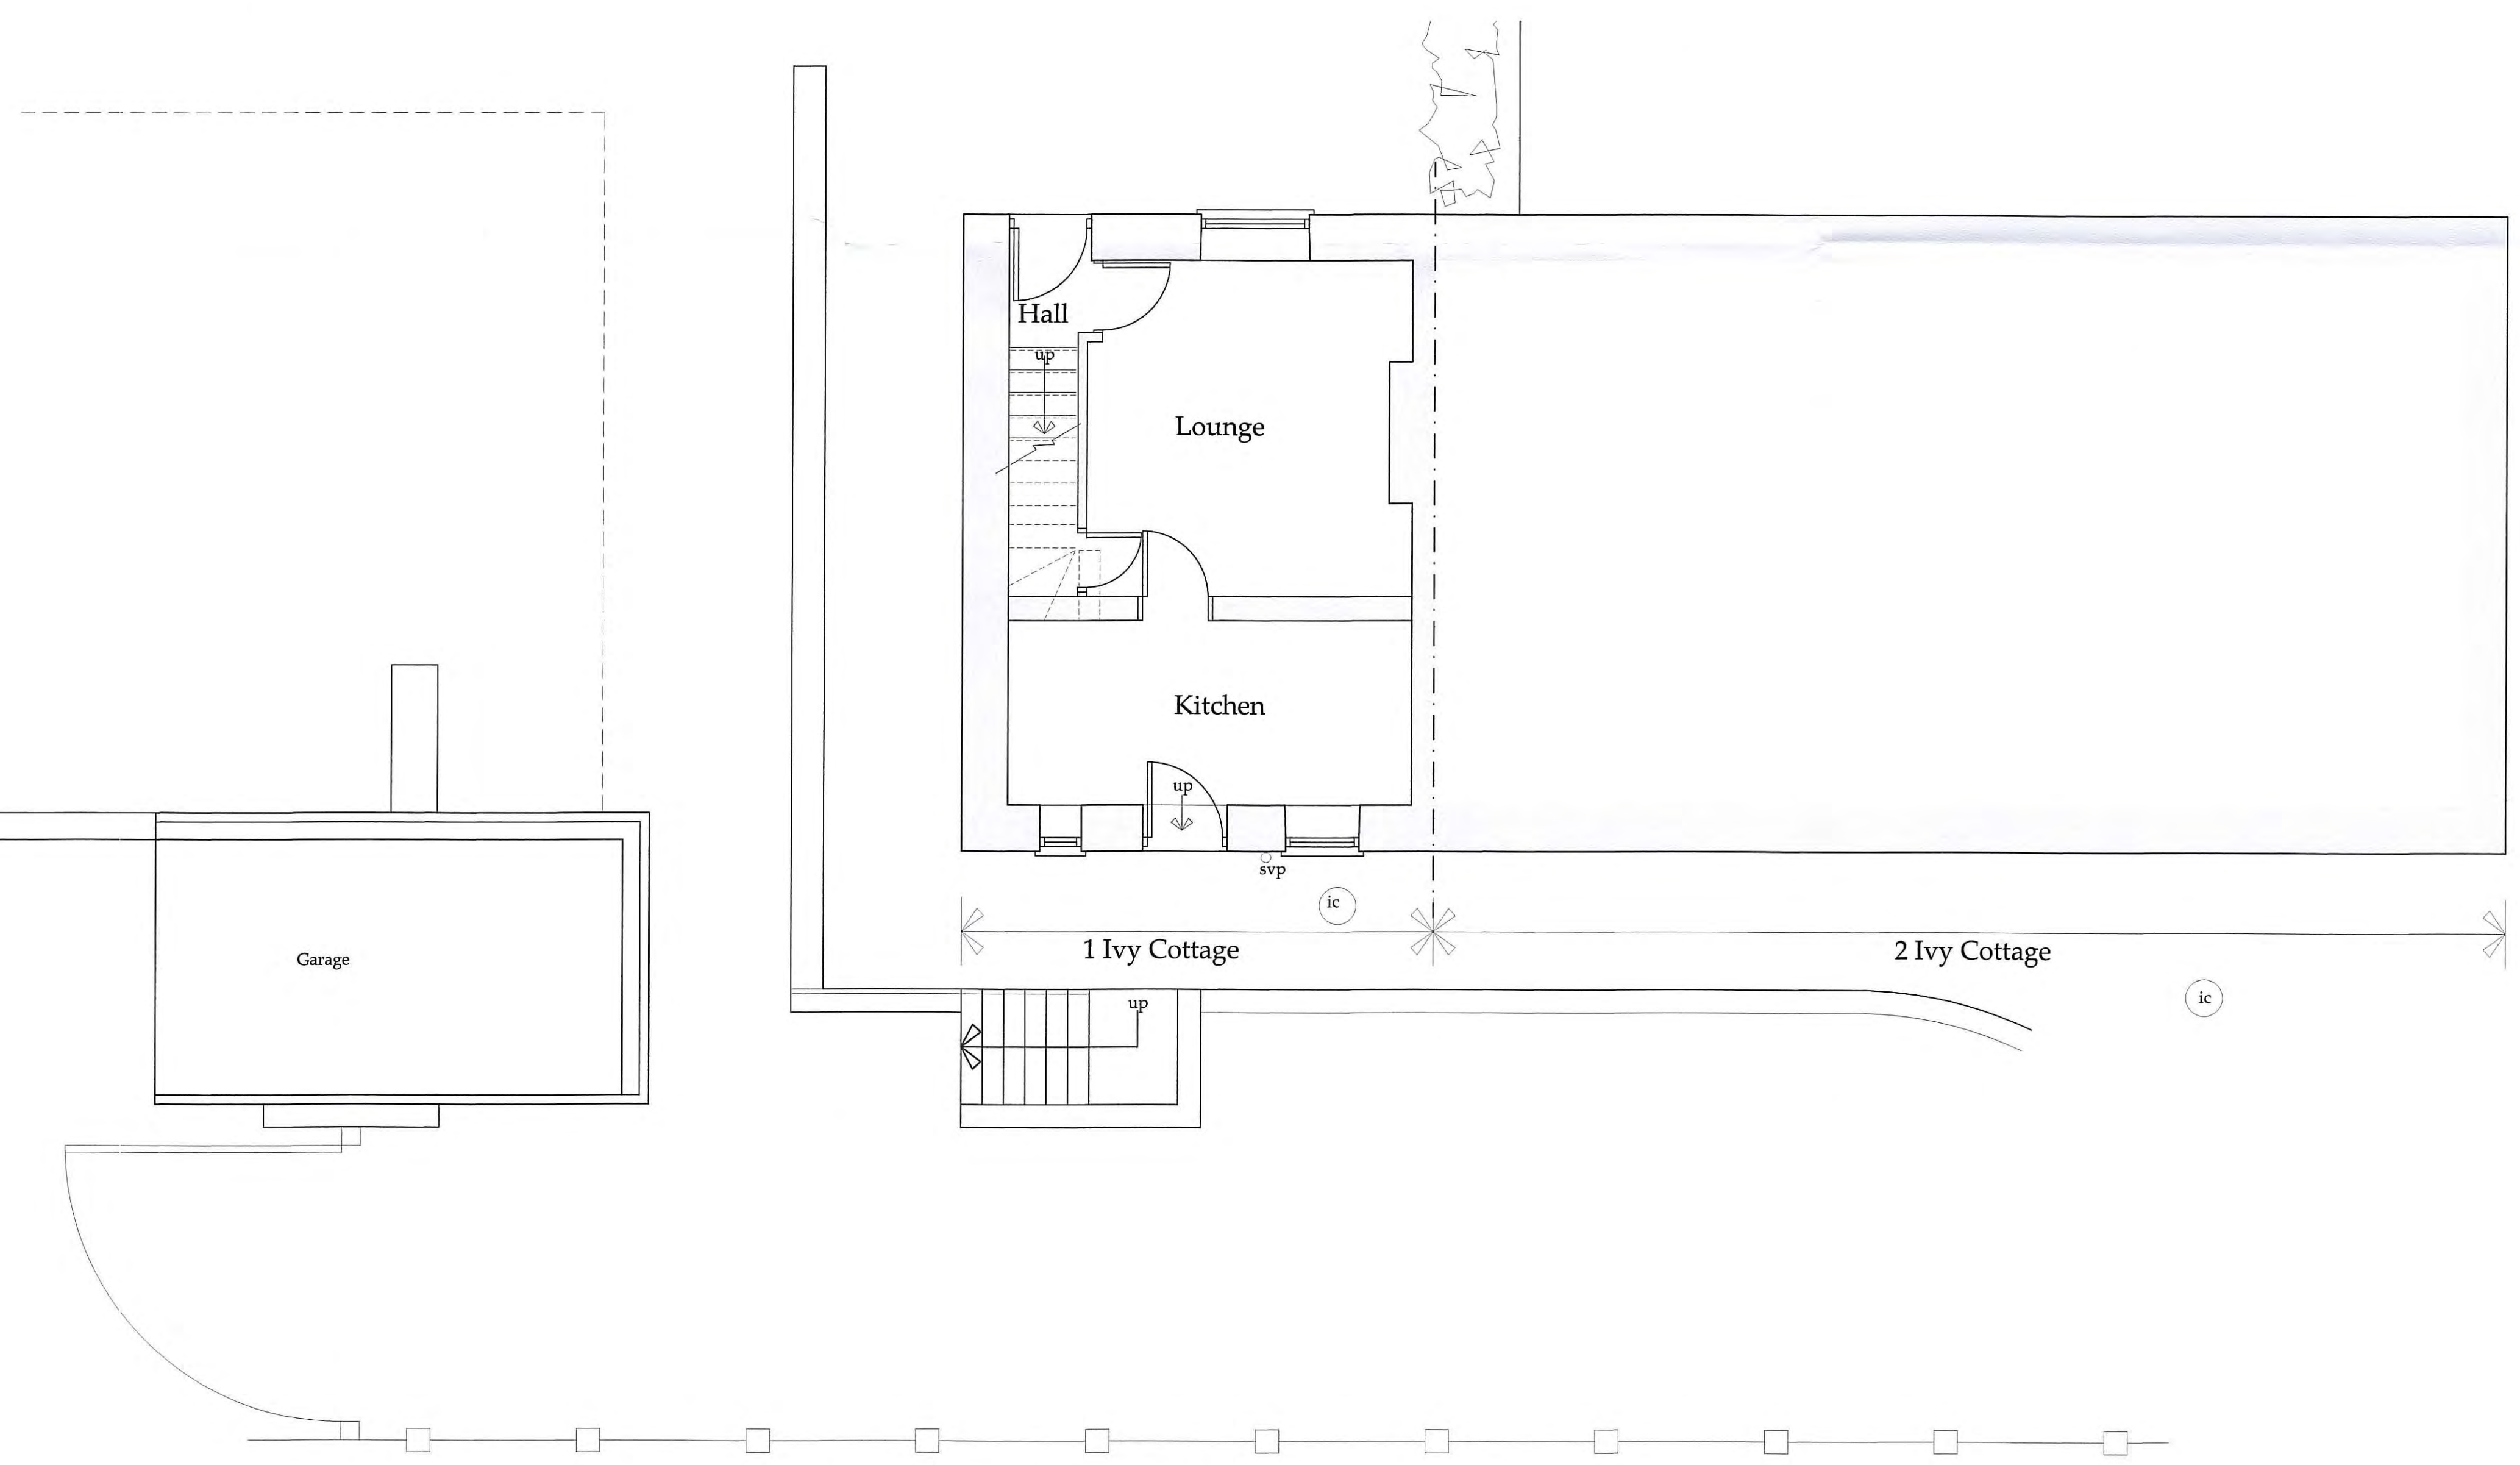 Hall
up
Lounge
Kitchen
up
svp
ic
1 Ivy Cottage
2 Ivy Cottage
Garage
up
ic